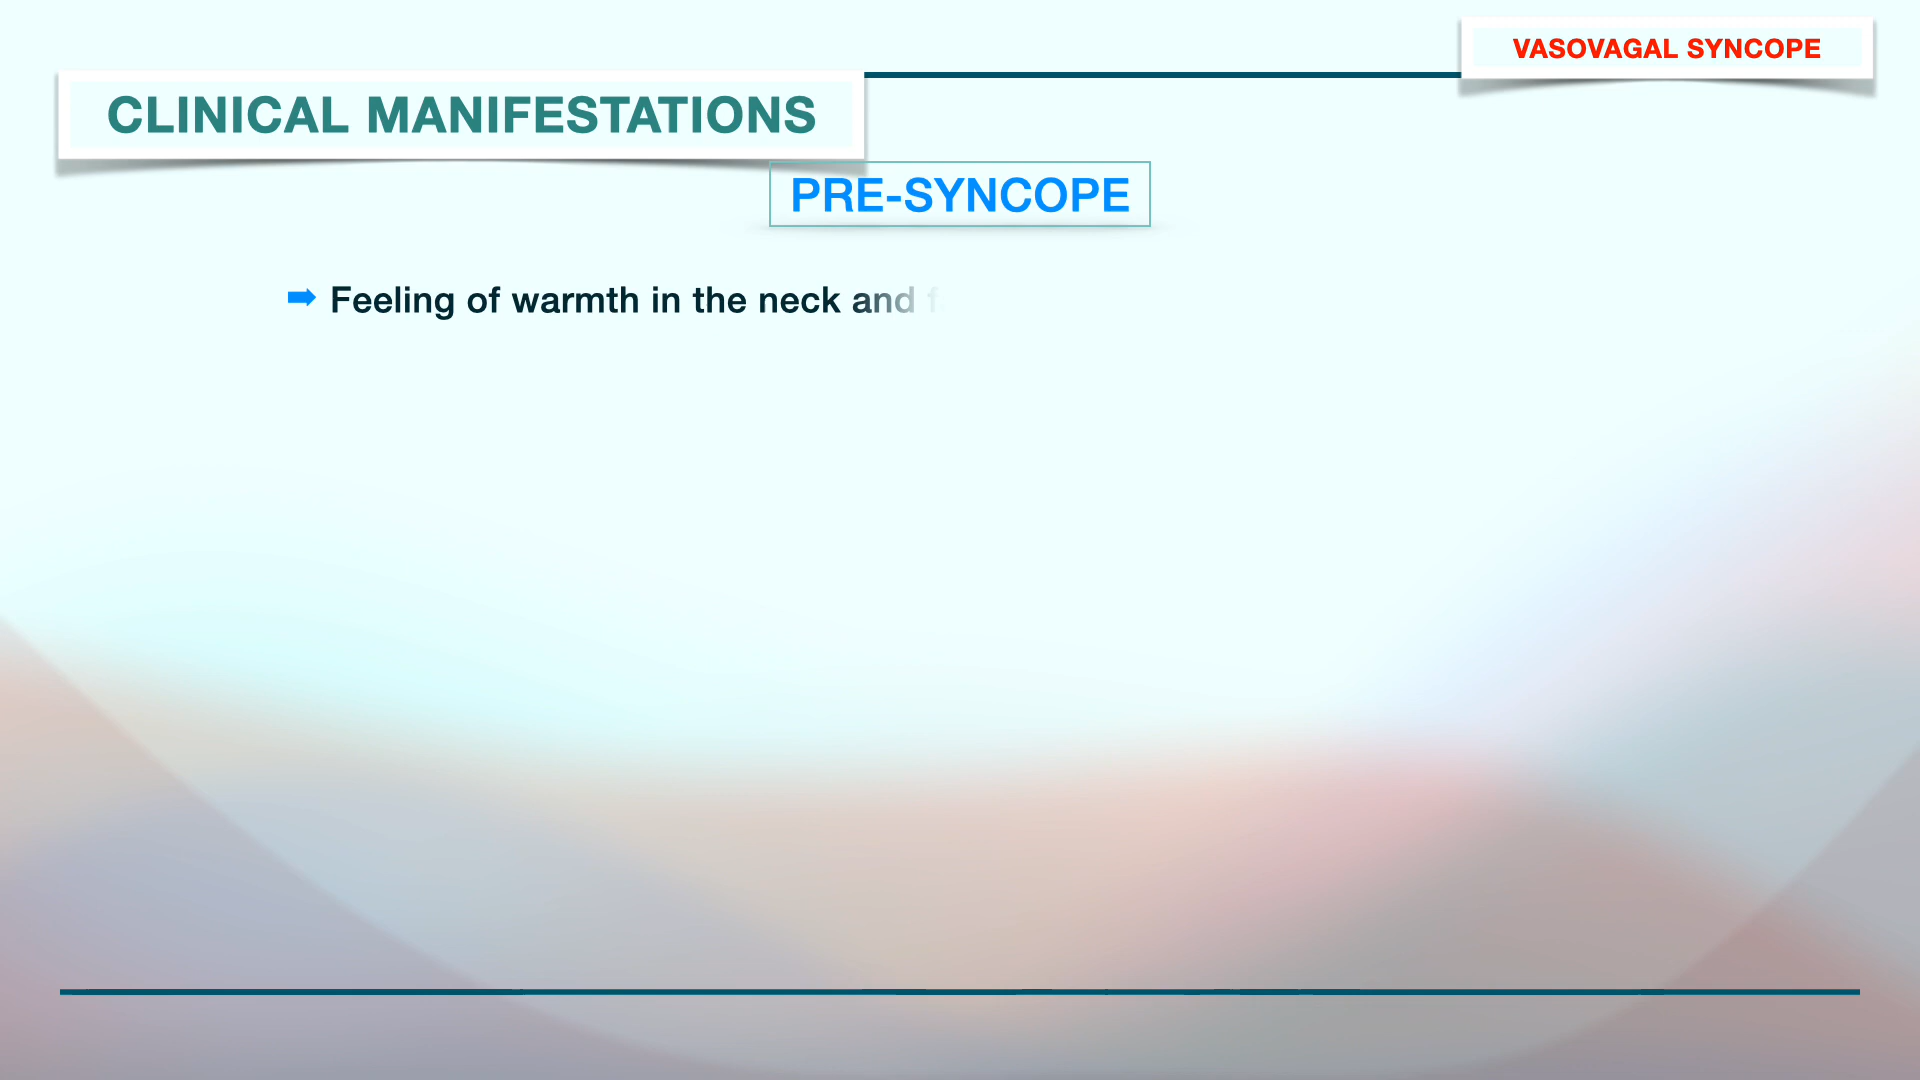 VASOVAGAL SYNCOPE
CLINICAL MANIFESTATIONS
PRE-SYNCOPE
➡ Feeling of warmth in the neck and